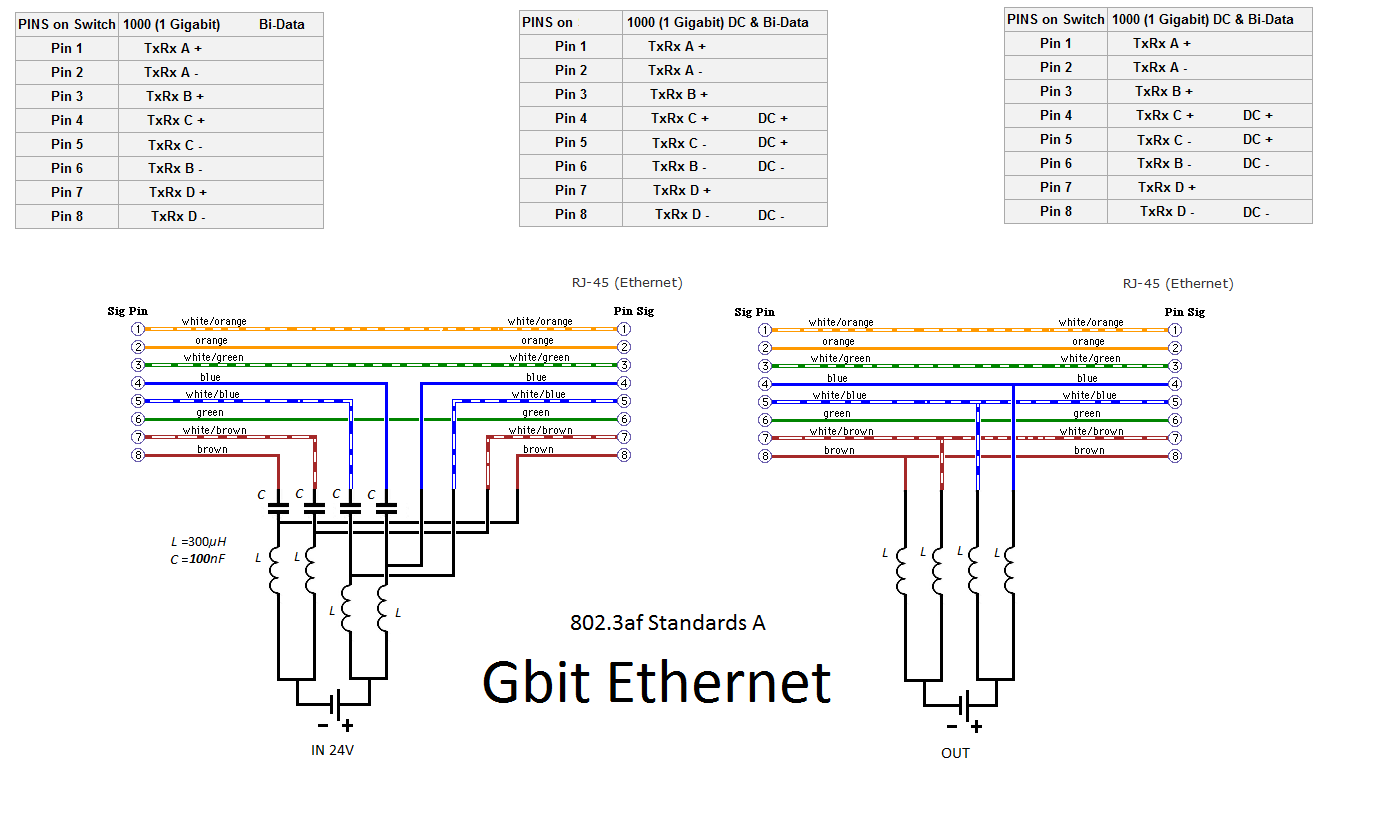 PINS on Switch 1000 (1 Gigabit) Bi-Data
Pin 1 TxRx A +
Pin 2 TxRx A -
Pin 3 TxRx B +
Pin 4 TxRx C +
Pin 5 TxRx C -
Pin 6 TxRx B -
Pin 7 TxRx D +
Pin 8 TxRx D -
PINS on 1000 (1 Gigabit) DC & Bi-Data
Pin 1 TxRx A +
Pin 2 TxRx A -
Pin 3 TxRx B +
Pin 4 TxRx C + DC +
Pin 5 TxRx C - DC +
Pin 6 TxRx B - DC -
Pin 7 TxRx D +
Pin 8 TxRx D - DC -
PINS on Switch 1000 (1 Gigabit) DC & Bi-Data
Pin 1 TxRx A +
Pin 2 TxRx A -
Pin 3 TxRx B +
Pin 4 TxRx C + DC +
Pin 5 TxRx C - DC +
Pin 6 TxRx B - DC -
Pin 7 TxRx D +
Pin 8 TxRx D - DC -
RJ-45 (Ethernet)
Sig Pin Pin Sig
1 white/orange white/orange 1
2 orange orange 2
3 white/green white/green 3
4 blue blue 4
5 white/blue white/blue 5
6 green green 6
7 white/brown white/brown 7
8 brown brown 8
C C C C
L =300µH
C =100nF
L L
L L
- +
IN 24V
RJ-45 (Ethernet)
Sig Pin Pin Sig
1 white/orange white/orange 1
2 orange orange 2
3 white/green white/green 3
4 blue blue 4
5 white/blue white/blue 5
6 green green 6
7 white/brown white/brown 7
8 brown brown 8
L L L L
- +
OUT
802.3af Standards A
Gbit Ethernet